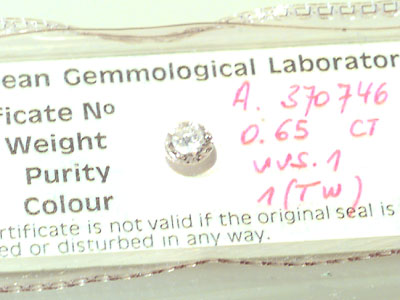 ean Gemmological Laborator
ficate No A. 370746
Weight 0.65 CT
Purity vvs. 1
Colour 1 (TW)
rtificate is not valid if the original seal is
ed or disturbed in any way.